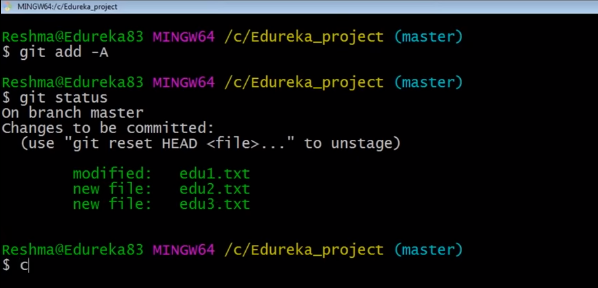 MINGW64:/c/Edureka_project
Reshma@Edureka83 MINGW64 /c/Edureka_project (master)
$ git add -A
Reshma@Edureka83 MINGW64 /c/Edureka_project (master)
$ git status
On branch master
Changes to be committed:
  (use "git reset HEAD <file>..." to unstage)
        modified:   edu1.txt
        new file:   edu2.txt
        new file:   edu3.txt
Reshma@Edureka83 MINGW64 /c/Edureka_project (master)
$ c